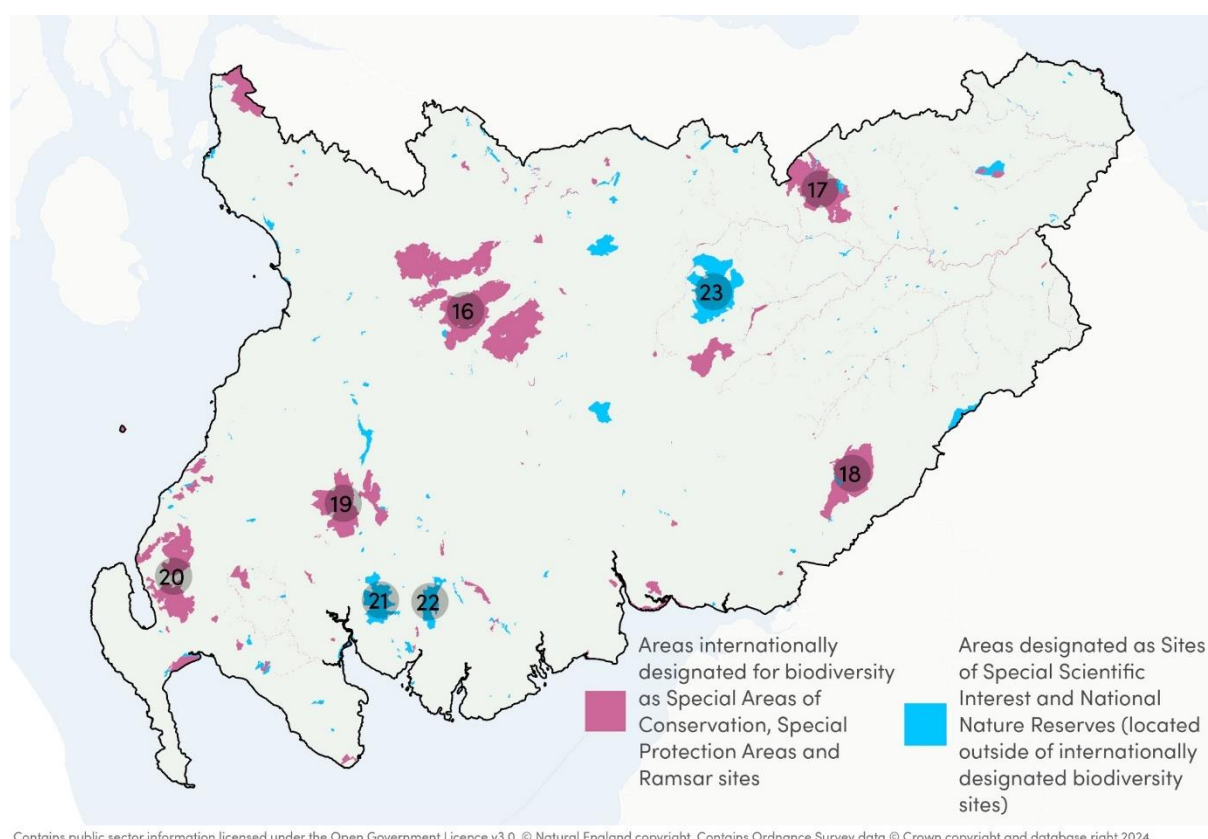 17
23
16
18
19
20
21
22
Areas internationally
designated for biodiversity
as Special Areas of
Conservation, Special
Protection Areas and
Ramsar sites
Areas designated as Sites
of Special Scientific
Interest and National
Nature Reserves (located
outside of internationally
designated biodiversity
sites)
Contains public sector information licensed under the Open Government Licence v3.0. © Natural England copyright. Contains Ordnance Survey data © Crown copyright and database right 2024.